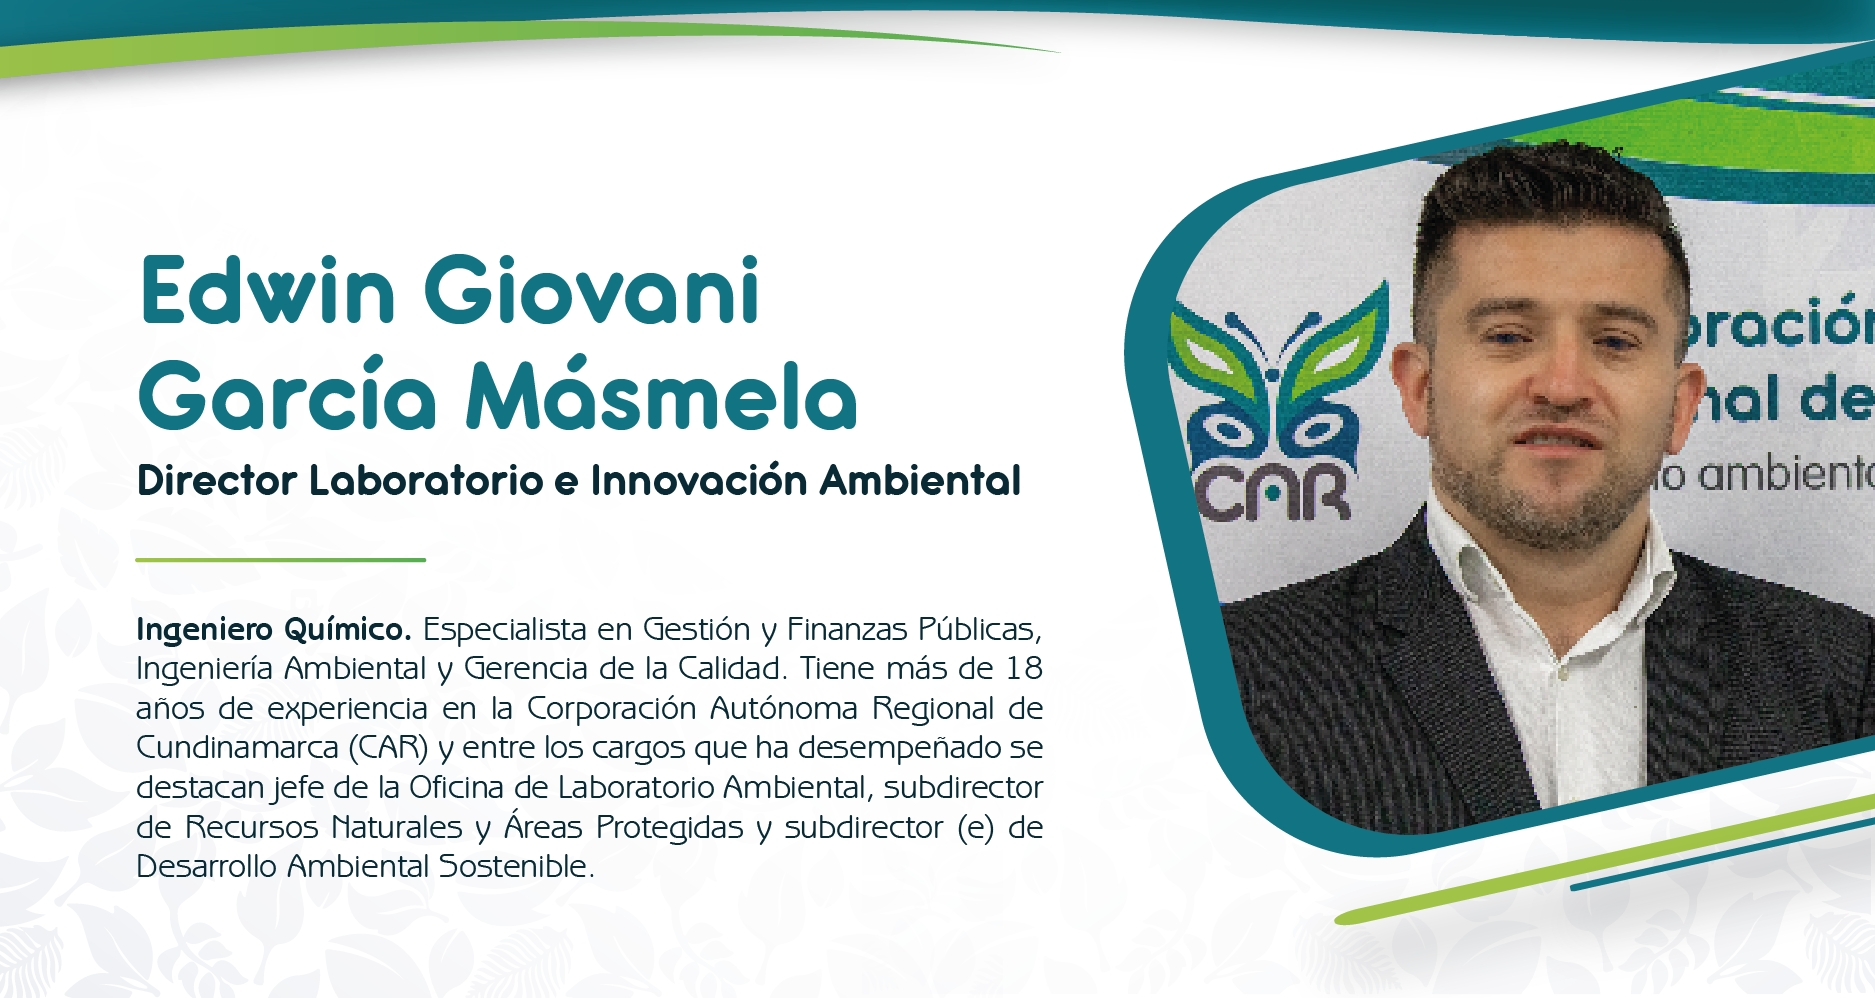 Edwin Giovani
García Másmela
Director Laboratorio e Innovación Ambiental
Ingeniero Químico. Especialista en Gestión y Finanzas Públicas,
Ingeniería Ambiental y Gerencia de la Calidad. Tiene más de 18
años de experiencia en la Corporación Autónoma Regional de
Cundinamarca (CAR) y entre los cargos que ha desempeñado se
destacan jefe de la Oficina de Laboratorio Ambiental, subdirector
de Recursos Naturales y Áreas Protegidas y subdirector (e) de
Desarrollo Ambiental Sostenible.
CAR
oración
nal de
io ambienta